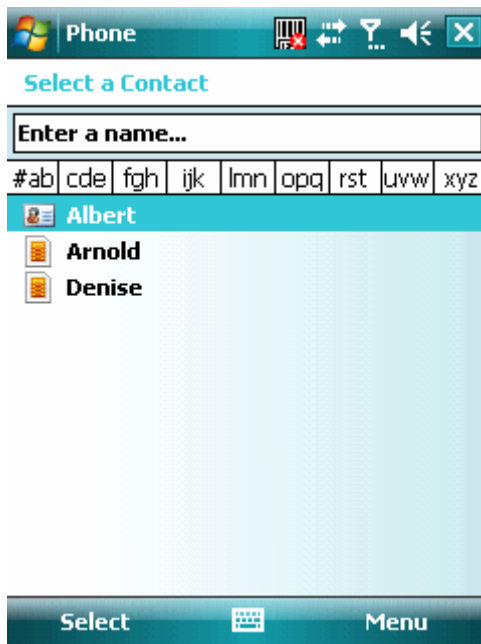 Phone
Select a Contact
Enter a name...
#ab cde fgh ijk lmn opq rst uvw xyz
Albert
Arnold
Denise
Select Menu